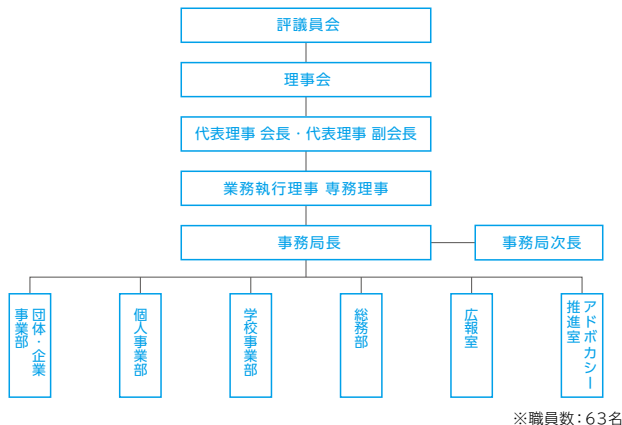 評議員会
理事会
代表理事 会長・代表理事 副会長
業務執行理事 専務理事
事務局長
事務局次長
団体・企業
事業部
個人事業部
学校事業部
総務部
広報室
アドボカシー
推進室
※職員数：63名